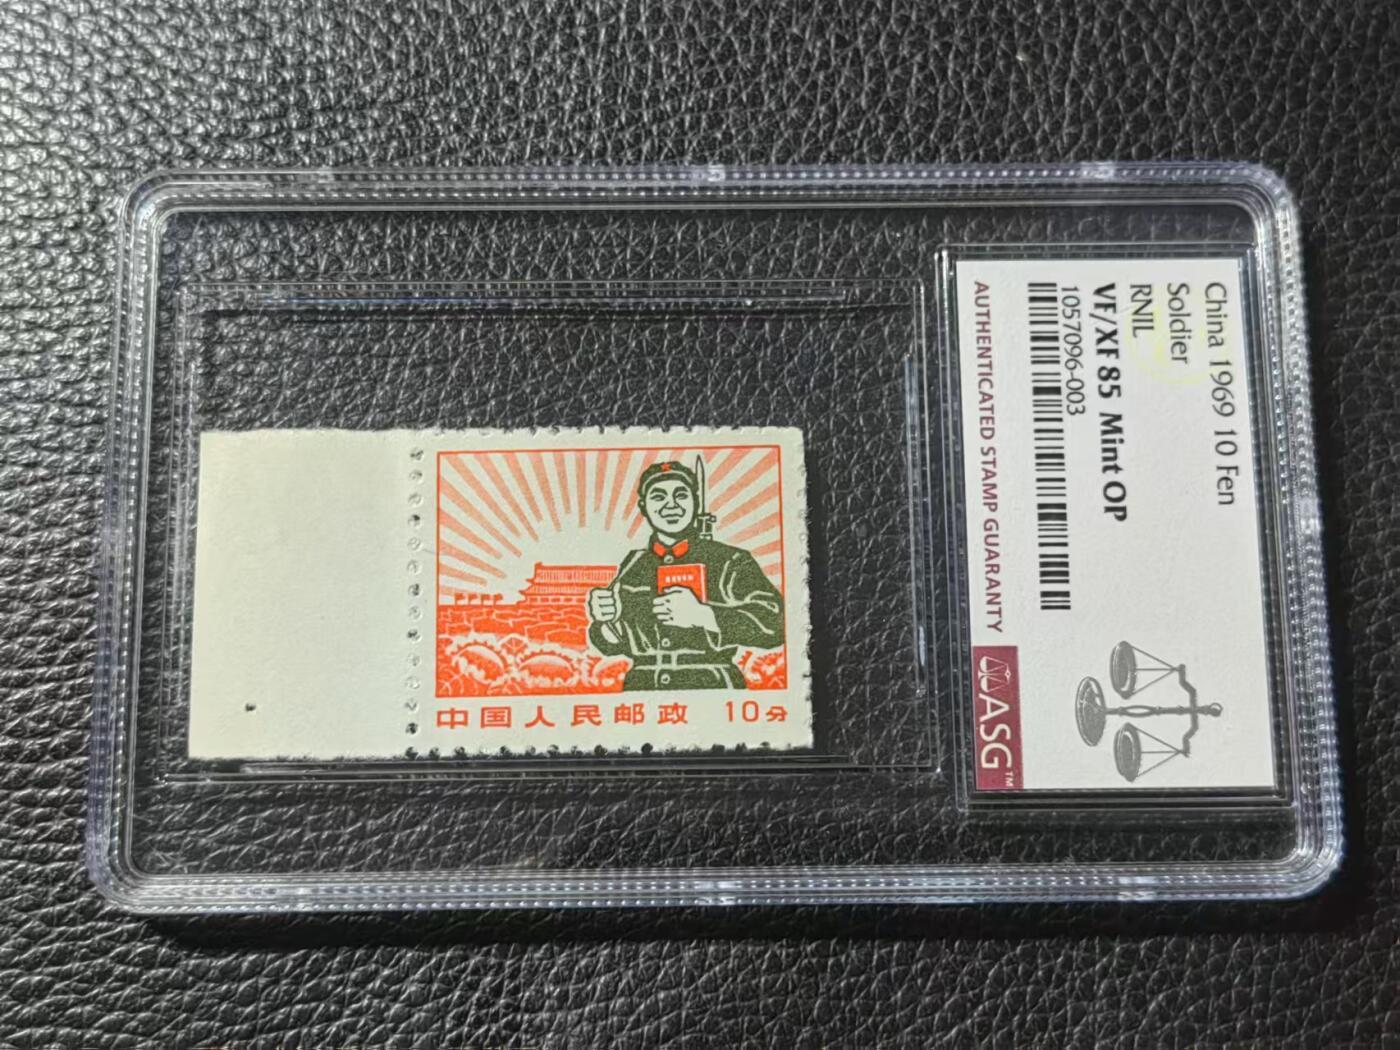 中国人民邮政 10分
China 1969 10 Fen
Soldier
RNIL
VF/XF 85 Mint OP
1057096-003
AUTHENTICATED STAMP GUARANTY
ASG™